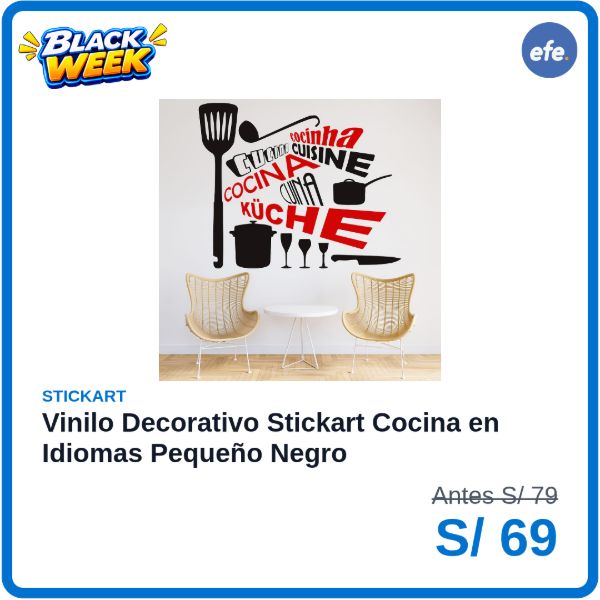 BLACK
WEEK
efe.
cocinha
CUISINE
COCINA
CUINA
KÜCHE
STICKART
Vinilo Decorativo Stickart Cocina en
Idiomas Pequeño Negro
Antes S/ 79
S/ 69